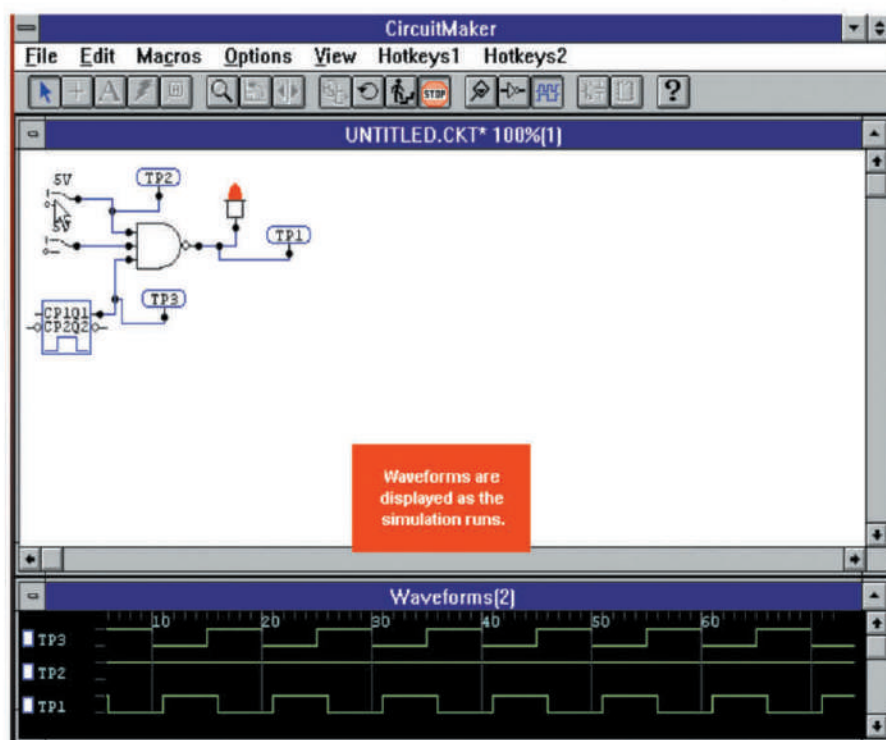 CircuitMaker
File Edit Macros Options View Hotkeys1 Hotkeys2
A H STOP ?
UNTITLED.CKT* 100%(1)
5V
TP2
5V
TP1
TP3
CP1Q1
CP2Q2
Waveforms are
displayed as the
simulation runs.
Waveforms(2)
10 20 30 40 50 60
TP3
TP2
TP1